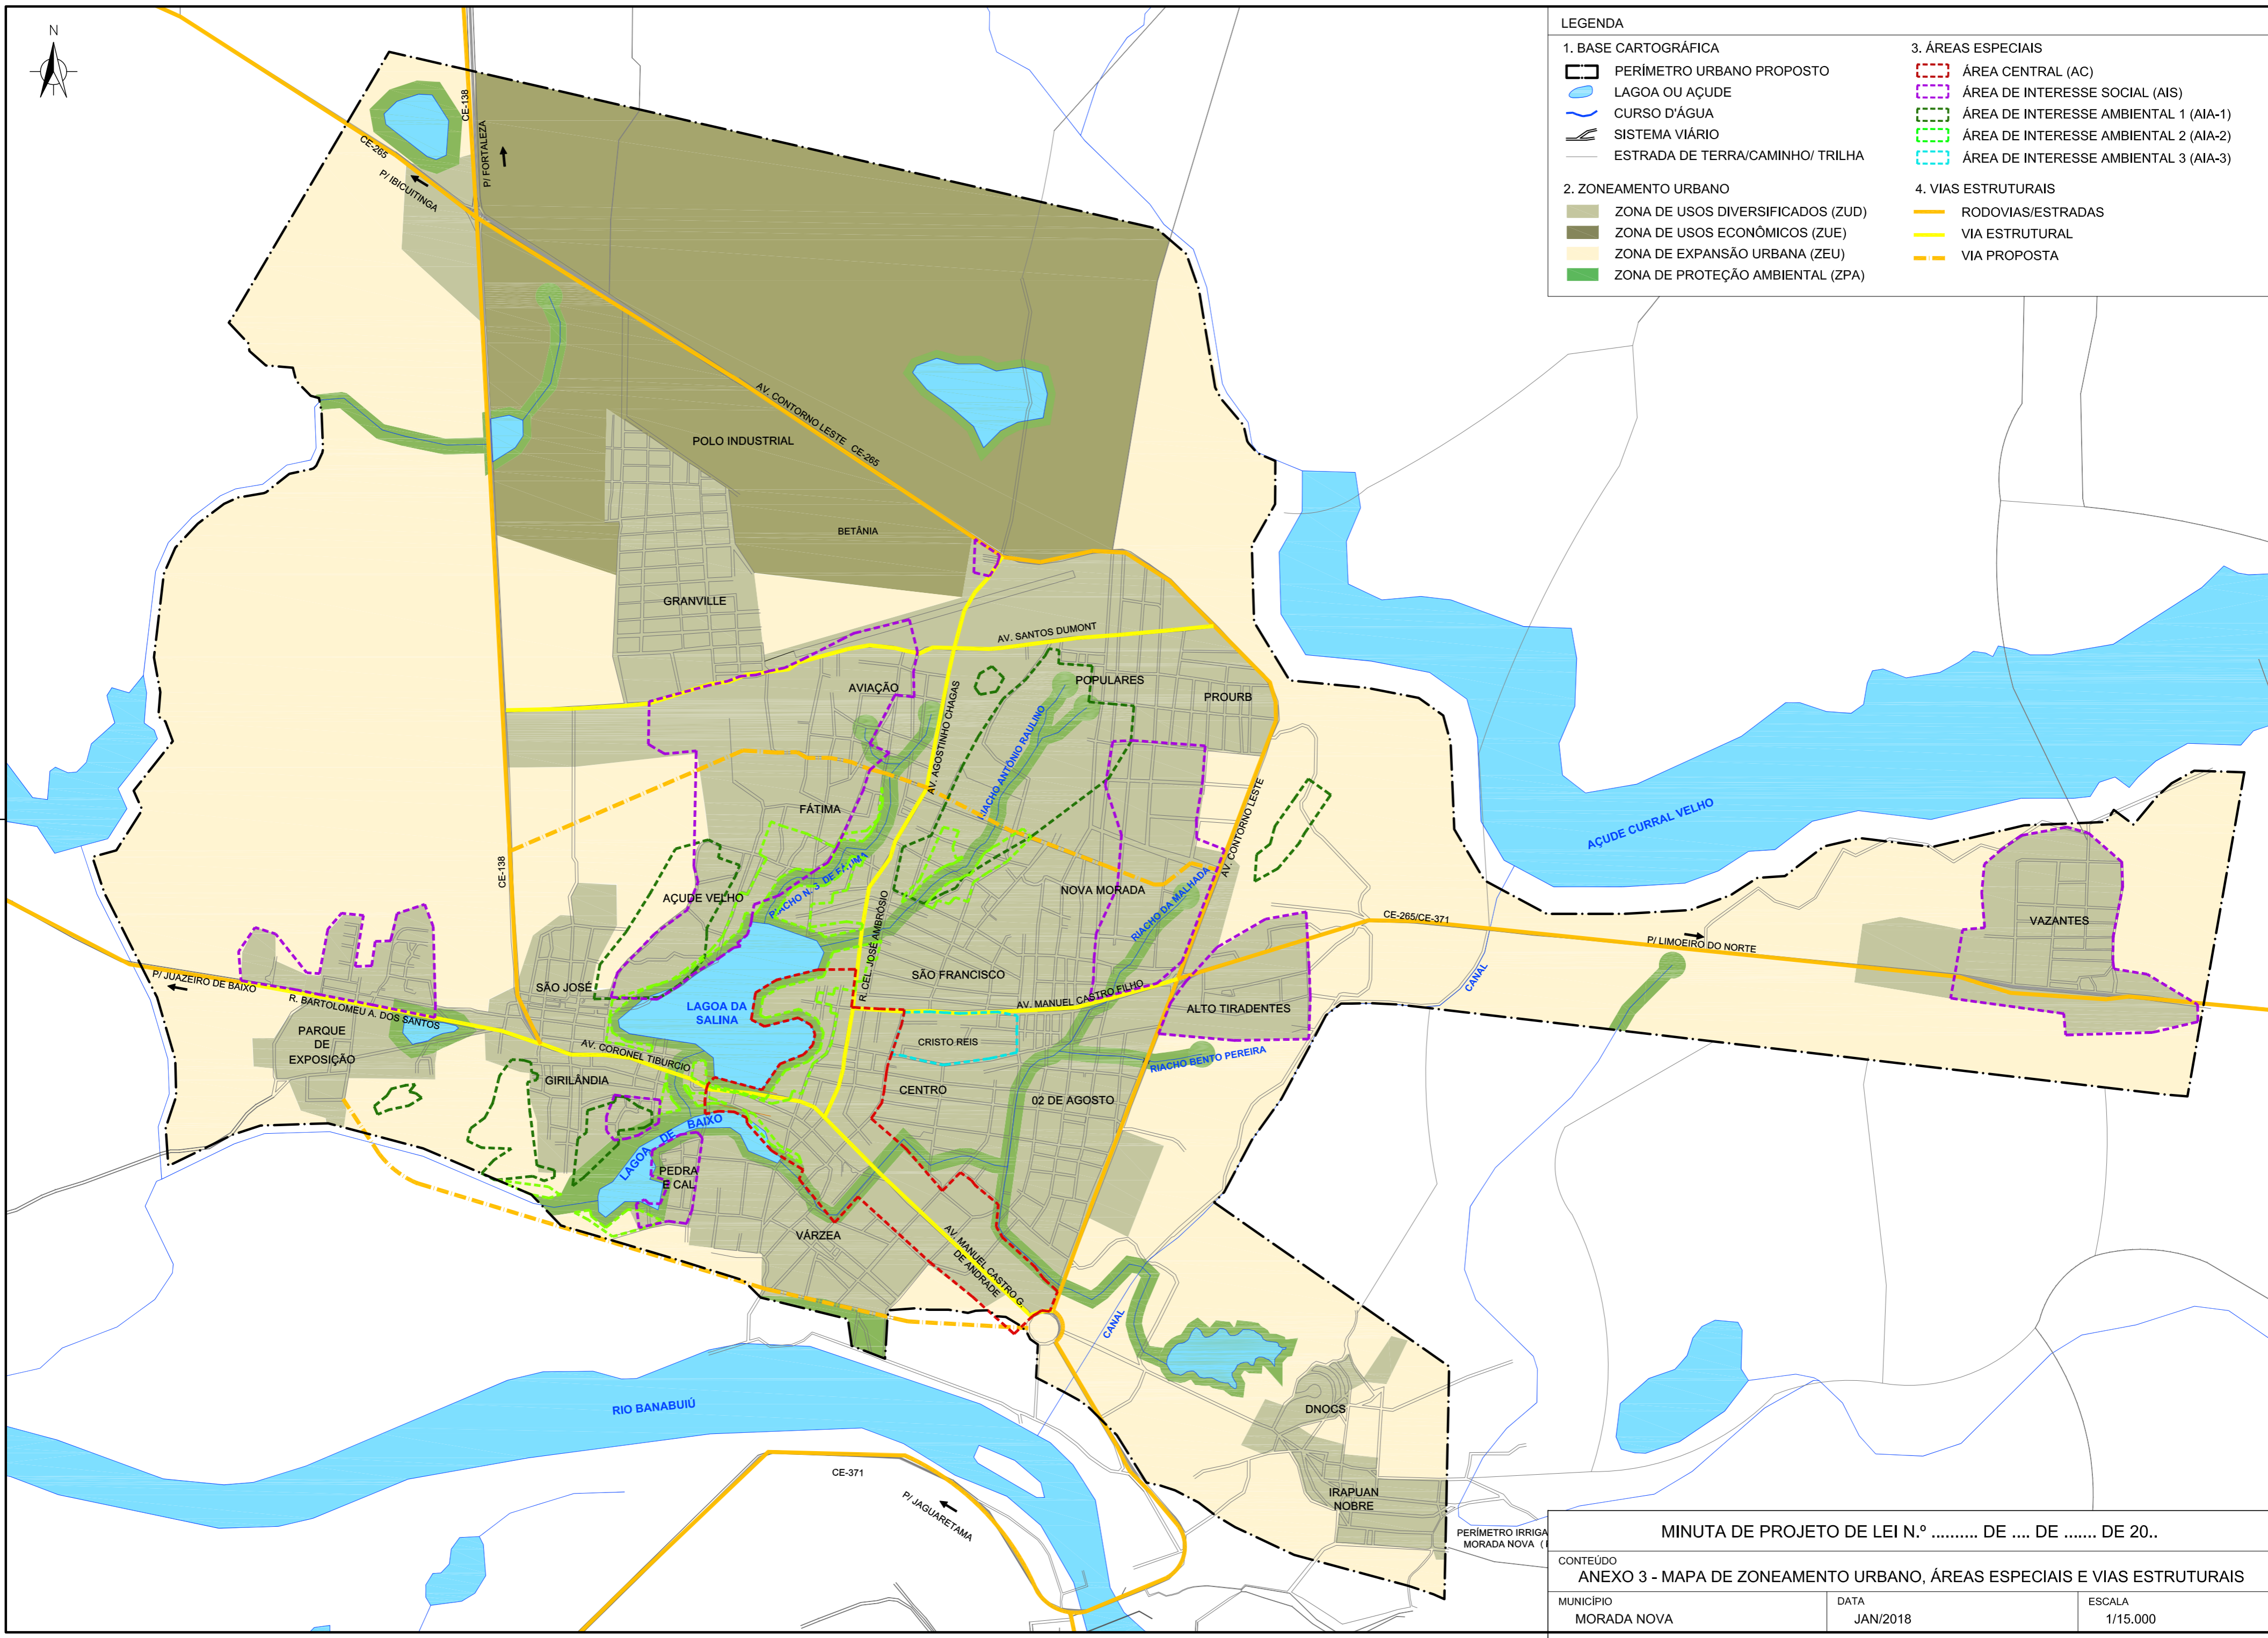 N
LEGENDA
1. BASE CARTOGRÁFICA
PERÍMETRO URBANO PROPOSTO
LAGOA OU AÇUDE
CURSO D'ÁGUA
SISTEMA VIÁRIO
ESTRADA DE TERRA/CAMINHO/ TRILHA
2. ZONEAMENTO URBANO
ZONA DE USOS DIVERSIFICADOS (ZUD)
ZONA DE USOS ECONÔMICOS (ZUE)
ZONA DE EXPANSÃO URBANA (ZEU)
ZONA DE PROTEÇÃO AMBIENTAL (ZPA)
3. ÁREAS ESPECIAIS
ÁREA CENTRAL (AC)
ÁREA DE INTERESSE SOCIAL (AIS)
ÁREA DE INTERESSE AMBIENTAL 1 (AIA-1)
ÁREA DE INTERESSE AMBIENTAL 2 (AIA-2)
ÁREA DE INTERESSE AMBIENTAL 3 (AIA-3)
4. VIAS ESTRUTURAIS
RODOVIAS/ESTRADAS
VIA ESTRUTURAL
VIA PROPOSTA
CE-138
P/ FORTALEZA
CE-265
P/ IBICUITINGA
AV. CONTORNO LESTE CE-265
POLO INDUSTRIAL
BETÂNIA
GRANVILLE
AV. SANTOS DUMONT
AVIAÇÃO
POPULARES
PROURB
AV. AGOSTINHO CHAGAS
RIACHO ANTÔNIO RAULINO
FÁTIMA
AV. CONTORNO LESTE
AÇUDE CURRAL VELHO
CE-138
AÇUDE VELHO
RIACHO N. S. DE FÁTIMA
NOVA MORADA
RIACHO DA MALHADA
R. CEL. JOSÉ AMBRÓSIO
CE-265/CE-371
P/ LIMOEIRO DO NORTE
VAZANTES
P/ JUAZEIRO DE BAIXO
R. BARTOLOMEU A. DOS SANTOS
SÃO JOSÉ
SÃO FRANCISCO
CANAL
LAGOA DA
SALINA
AV. MANUEL CASTRO FILHO
ALTO TIRADENTES
PARQUE
DE
EXPOSIÇÃO
AV. CORONEL TIBURCIO
CRISTO REIS
RIACHO BENTO PEREIRA
GIRILÂNDIA
CENTRO
02 DE AGOSTO
LAGOA DE BAIXO
PEDRA
E CAL
VÁRZEA
AV. MANUEL CASTRO G.
DE ANDRADE
CANAL
RIO BANABUIÚ
DNOCS
CE-371
P/ JAGUARETAMA
IRAPUAN
NOBRE
PERÍMETRO IRRIGA
MORADA NOVA (
MINUTA DE PROJETO DE LEI N.º .......... DE .... DE ....... DE 20..
CONTEÚDO
ANEXO 3 - MAPA DE ZONEAMENTO URBANO, ÁREAS ESPECIAIS E VIAS ESTRUTURAIS
MUNICÍPIO
MORADA NOVA
DATA
JAN/2018
ESCALA
1/15.000